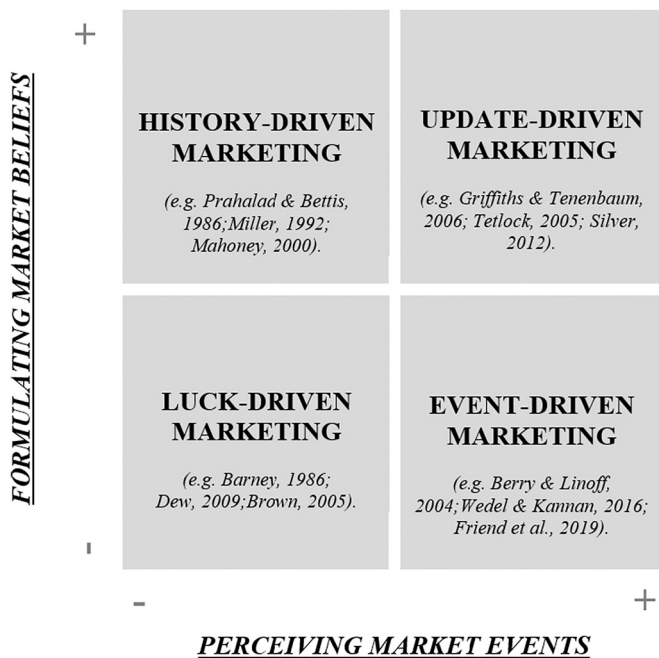 +
FORMULATING MARKET BELIEFS
HISTORY-DRIVEN
MARKETING
(e.g. Prahalad & Bettis,
1986;Miller, 1992;
Mahoney, 2000).
UPDATE-DRIVEN
MARKETING
(e.g. Griffiths & Tenenbaum,
2006; Tetlock, 2005; Silver,
2012).
LUCK-DRIVEN
MARKETING
(e.g. Barney, 1986;
Dew, 2009;Brown, 2005).
EVENT-DRIVEN
MARKETING
(e.g. Berry & Linoff,
2004;Wedel & Kannan, 2016;
Friend et al., 2019).
-
- +
PERCEIVING MARKET EVENTS